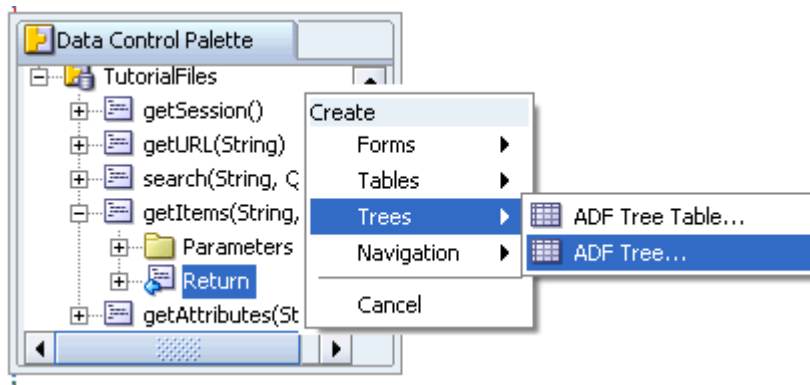 Data Control Palette
TutorialFiles
getSession()
getURL(String)
search(String, Q
getItems(String,
Parameters
Return
getAttributes(St
Create
Forms
Tables
Trees
Navigation
Cancel
ADF Tree Table...
ADF Tree...